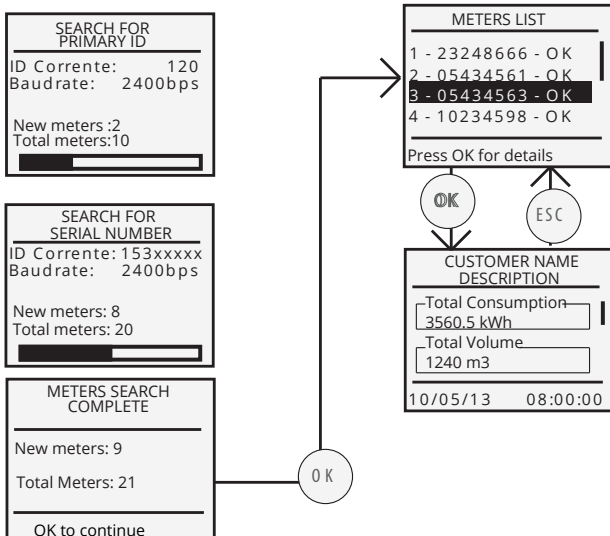 SEARCH FOR
PRIMARY ID
ID Corrente: 120
Baudrate: 2400bps
New meters :2
Total meters:10
SEARCH FOR
SERIAL NUMBER
ID Corrente: 153xxxxx
Baudrate: 2400bps
New meters: 8
Total meters: 20
METERS SEARCH
COMPLETE
New meters: 9
Total Meters: 21
OK to continue
OK
METERS LIST
1 - 23248666 - OK
2 - 05434561 - OK
3 - 05434563 - OK
4 - 10234598 - OK
Press OK for details
OK
ESC
CUSTOMER NAME
DESCRIPTION
Total Consumption
3560.5 kWh
Total Volume
1240 m3
10/05/13 08:00:00